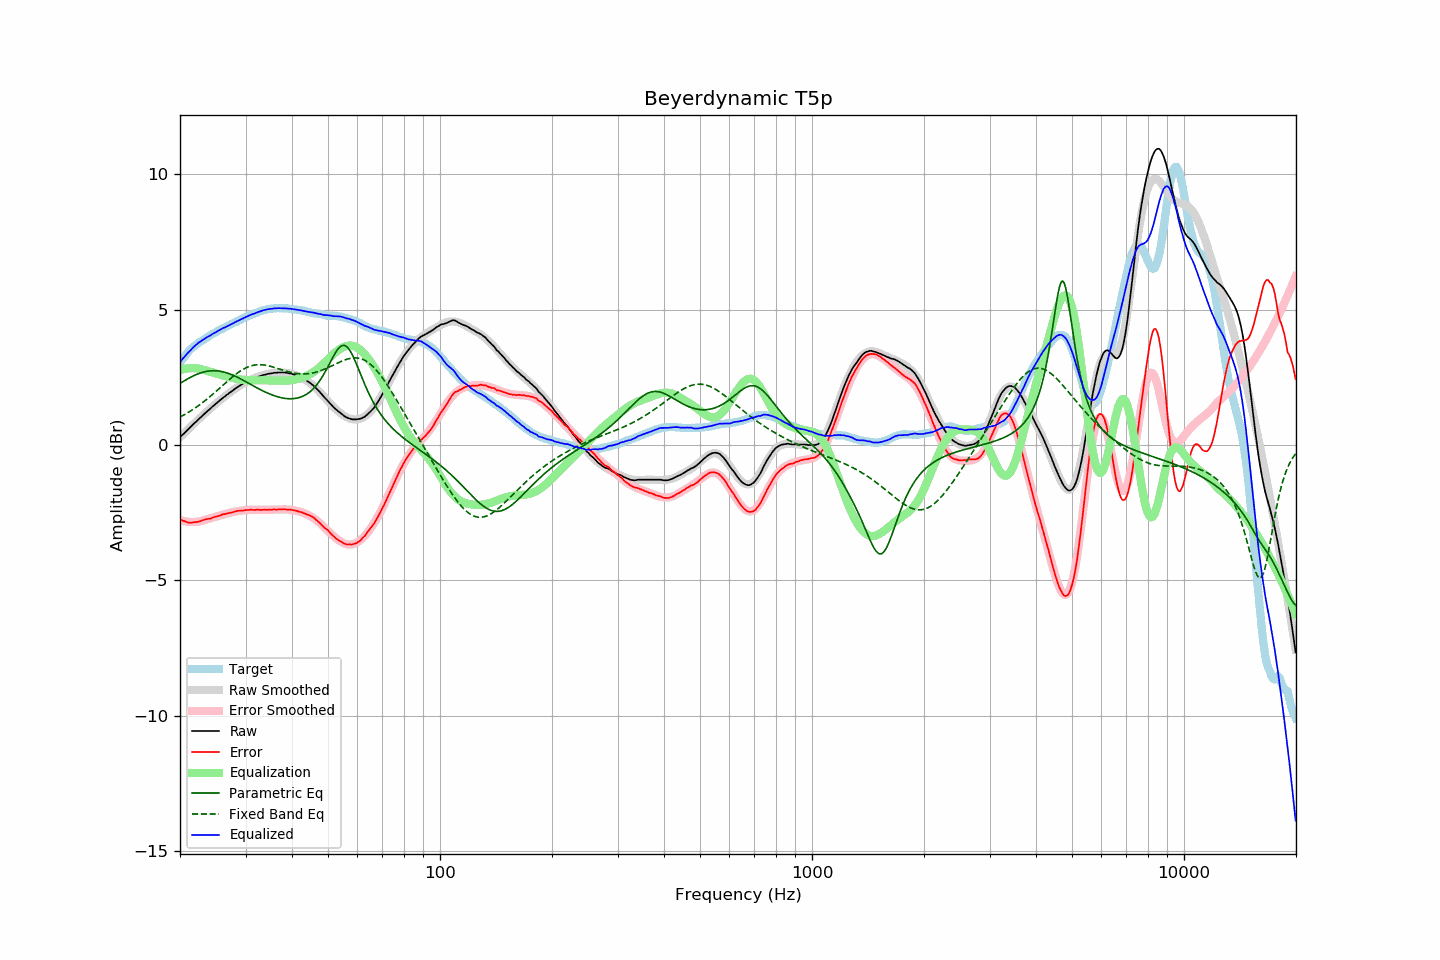 Beyerdynamic T5p
Amplitude (dBr)
10
5
0
−5
−10
−15
Target
Raw Smoothed
Error Smoothed
Raw
Error
Equalization
Parametric Eq
Fixed Band Eq
Equalized
100
1000
10000
Frequency (Hz)